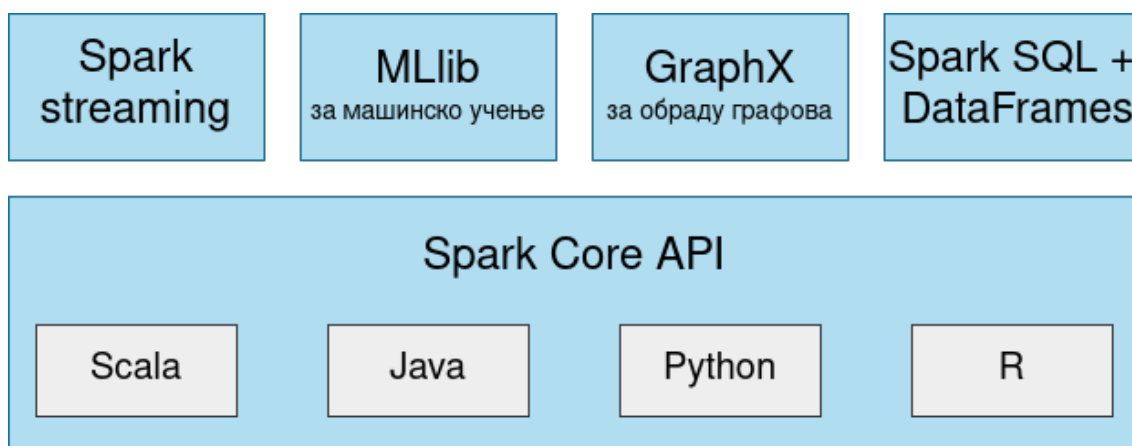 Spark
streaming
MLlib
за машинско учење
GraphX
за обраду графова
Spark SQL +
DataFrames
Spark Core API
Scala
Java
Python
R